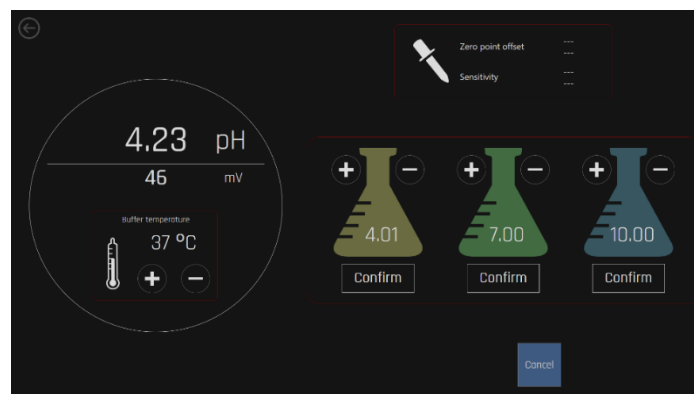 Zero point offset ---
---
Sensitivity ---
---
4.23 pH
46 mV
Buffer temperature
37 °C
+ −
+ − + − + −
4.01 7.00 10.00
Confirm Confirm Confirm
Cancel